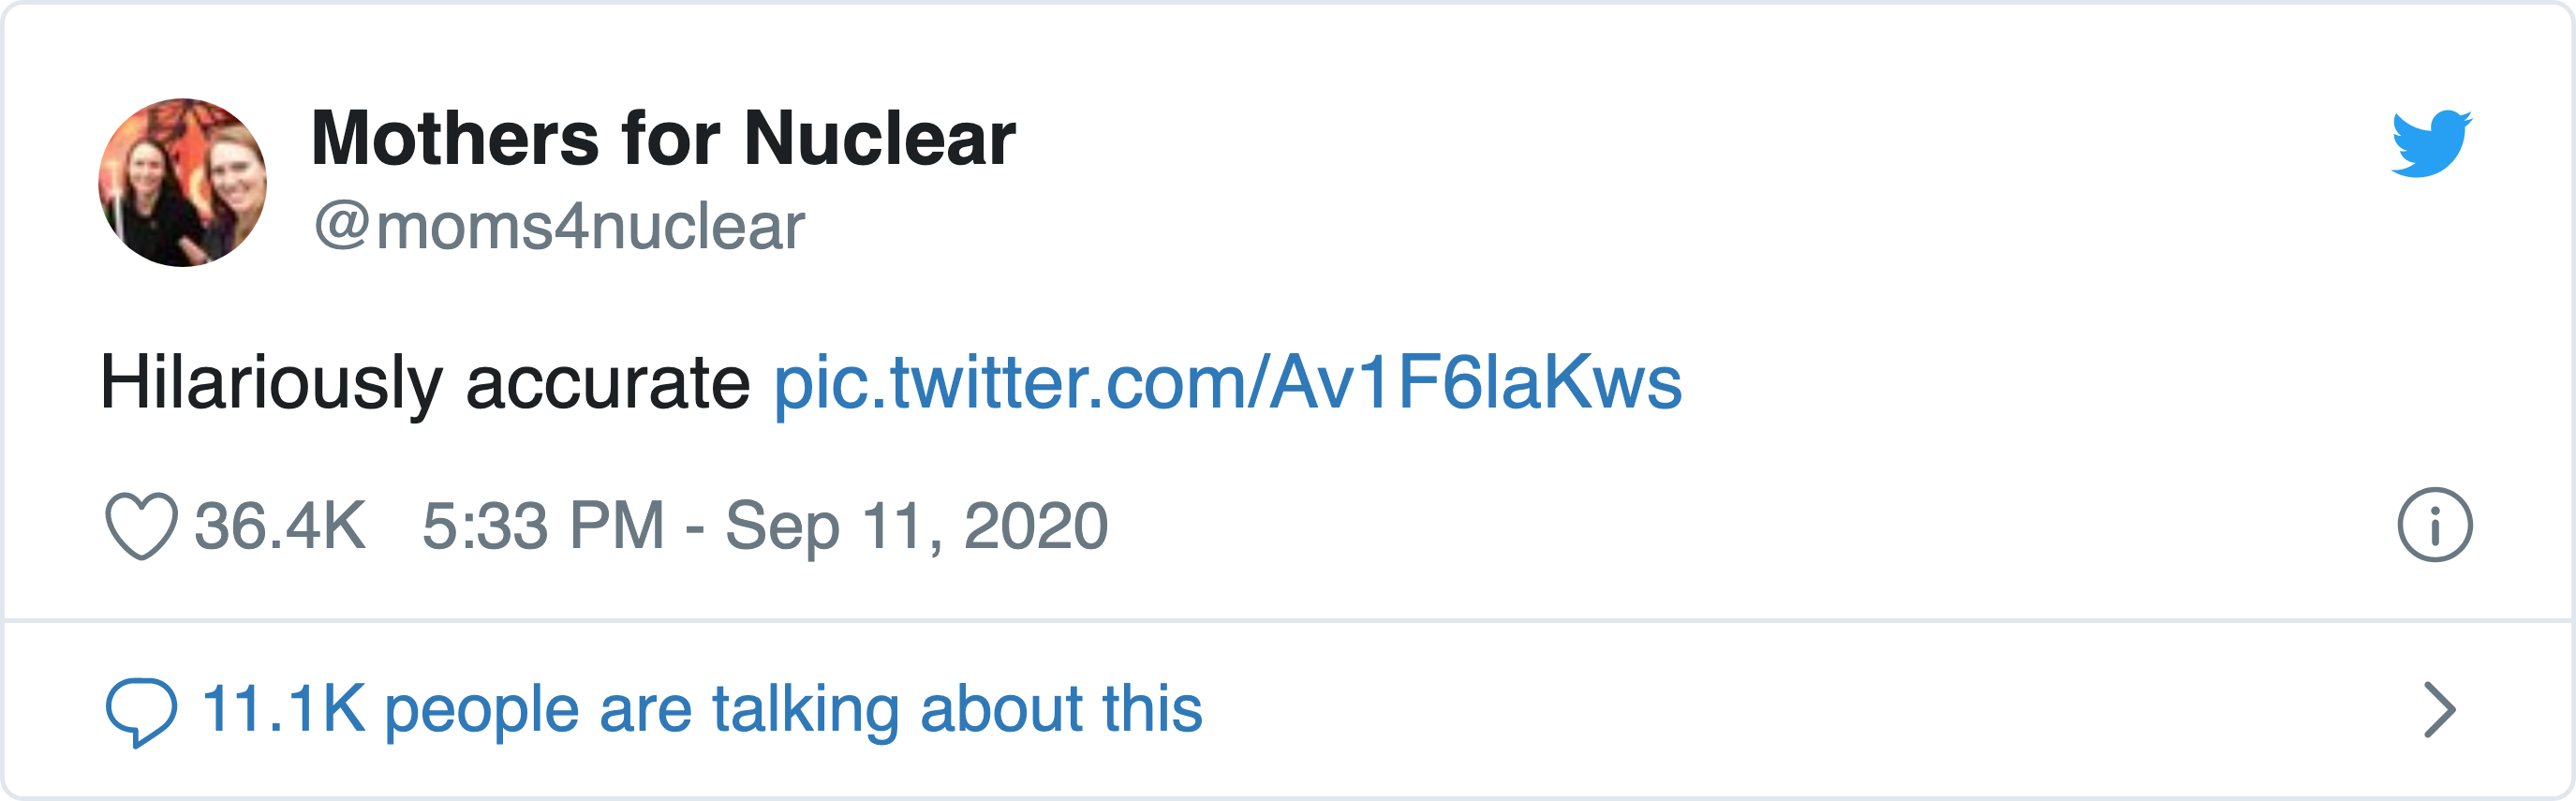 Mothers for Nuclear
@moms4nuclear
Hilariously accurate pic.twitter.com/Av1F6laKws
36.4K 5:33 PM - Sep 11, 2020
11.1K people are talking about this